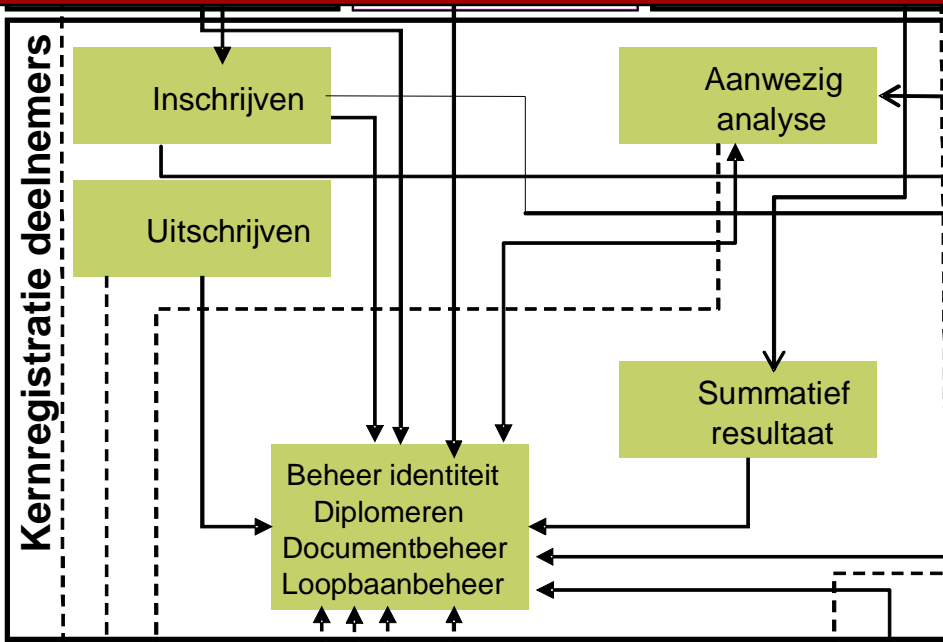 Kernregistratie deelnemers
Inschrijven
Aanwezig
analyse
Uitschrijven
Summatief
resultaat
Beheer identiteit
Diplomeren
Documentbeheer
Loopbaanbeheer